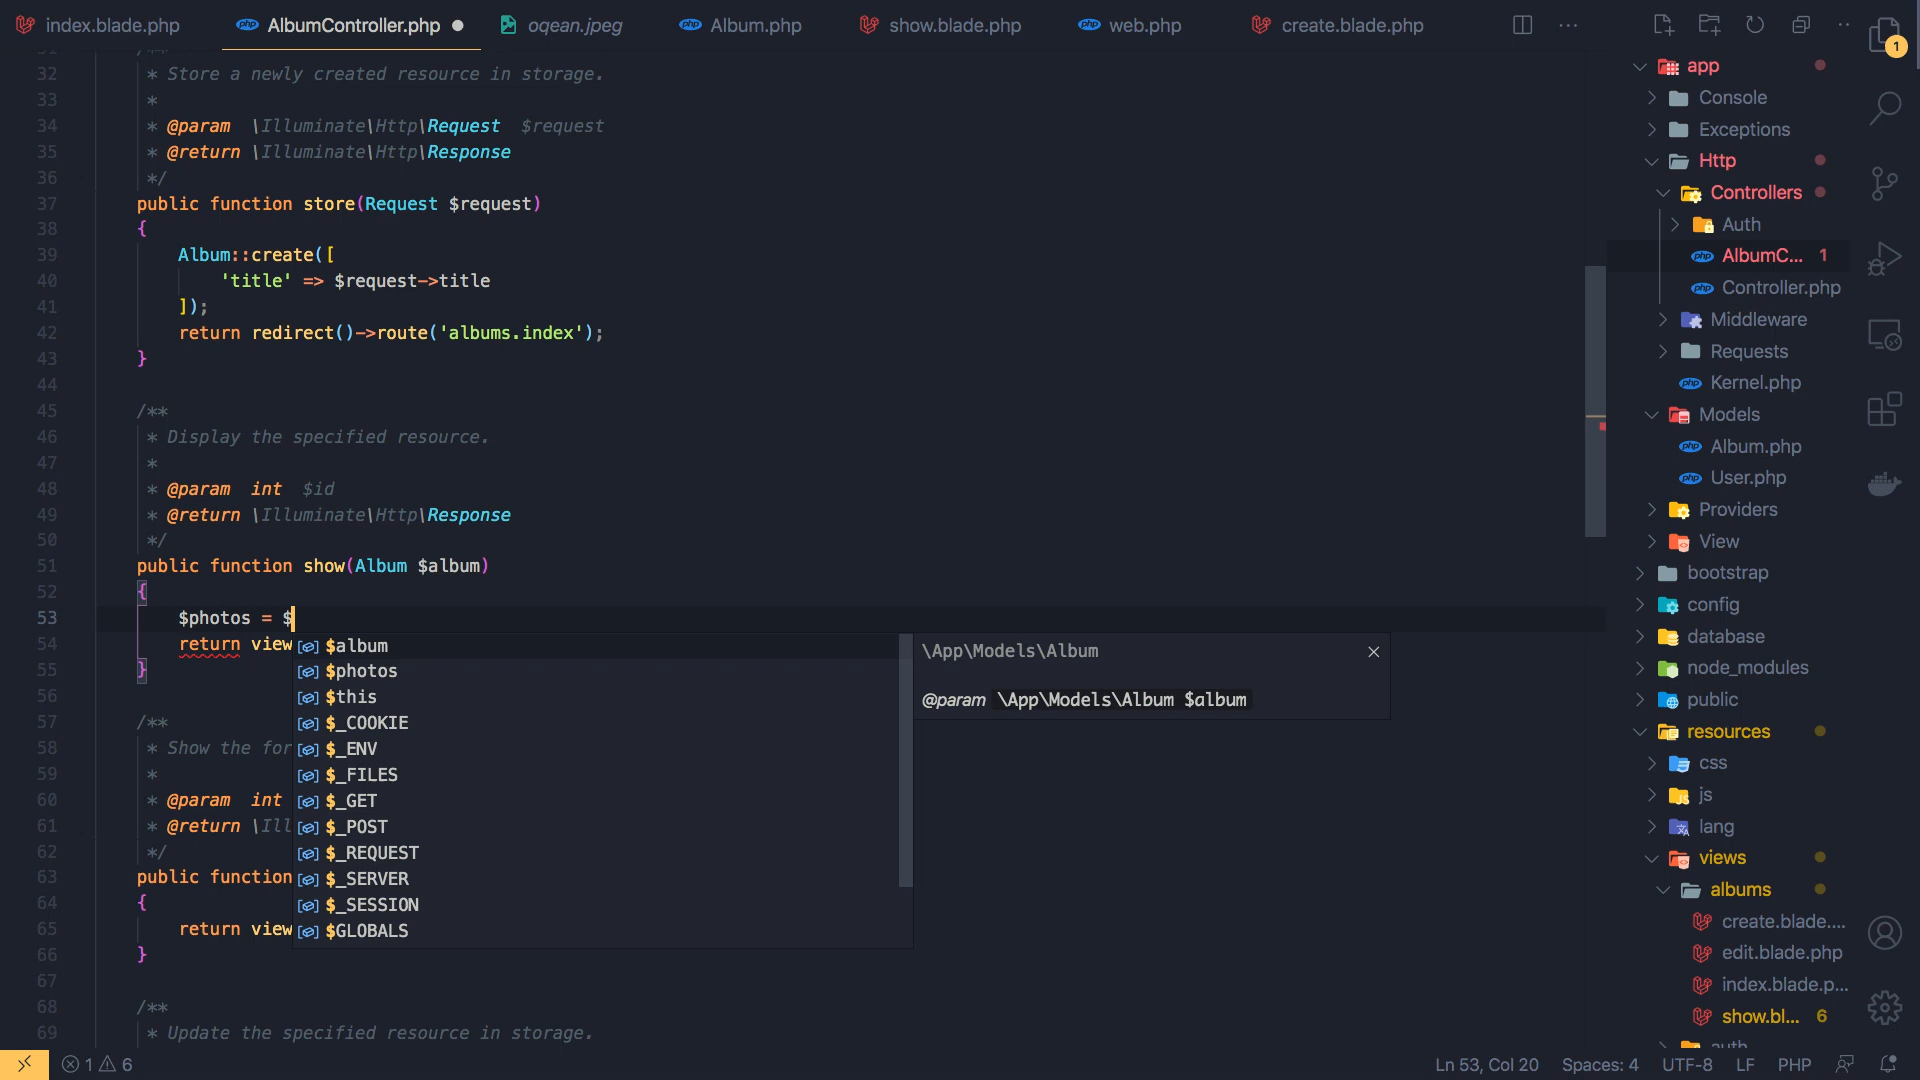 index.blade.php
AlbumController.php
oqean.jpeg
Album.php
show.blade.php
web.php
create.blade.php
32 * Store a newly created resource in storage.
33 *
34 * @param \Illuminate\Http\Request $request
35 * @return \Illuminate\Http\Response
36 */
37 public function store(Request $request)
38 {
39 Album::create([
40 'title' => $request->title
41 ]);
42 return redirect()->route('albums.index');
43 }
44
45 /**
46 * Display the specified resource.
47 *
48 * @param int $id
49 * @return \Illuminate\Http\Response
50 */
51 public function show(Album $album)
52 {
53 $photos = $
54 return view
55 }
56
57 /**
58 * Show the for
59 *
60 * @param int
61 * @return \Ill
62 */
63 public function
64 {
65 return view
66 }
67
68 /**
69 * Update the specified resource in storage.
$album
$photos
$this
$_COOKIE
$_ENV
$_FILES
$_GET
$_POST
$_REQUEST
$_SERVER
$_SESSION
$GLOBALS
\App\Models\Album
@param \App\Models\Album $album
app
Console
Exceptions
Http
Controllers
Auth
AlbumC... 1
Controller.php
Middleware
Requests
Kernel.php
Models
Album.php
User.php
Providers
View
bootstrap
config
database
node_modules
public
resources
css
js
lang
views
albums
create.blade....
edit.blade.php
index.blade.p...
show.bl... 6
1
1 6
Ln 53, Col 20
Spaces: 4
UTF-8
LF
PHP